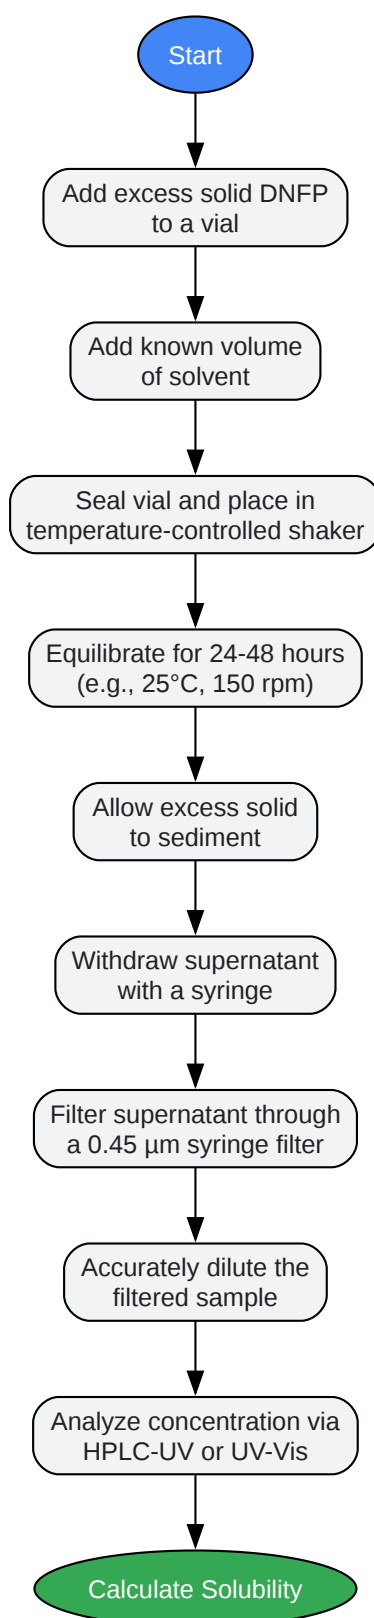 Start
Add excess solid DNFP
to a vial
Add known volume
of solvent
Seal vial and place in
temperature-controlled shaker
Equilibrate for 24-48 hours
(e.g., 25°C, 150 rpm)
Allow excess solid
to sediment
Withdraw supernatant
with a syringe
Filter supernatant through
a 0.45 µm syringe filter
Accurately dilute the
filtered sample
Analyze concentration via
HPLC-UV or UV-Vis
Calculate Solubility